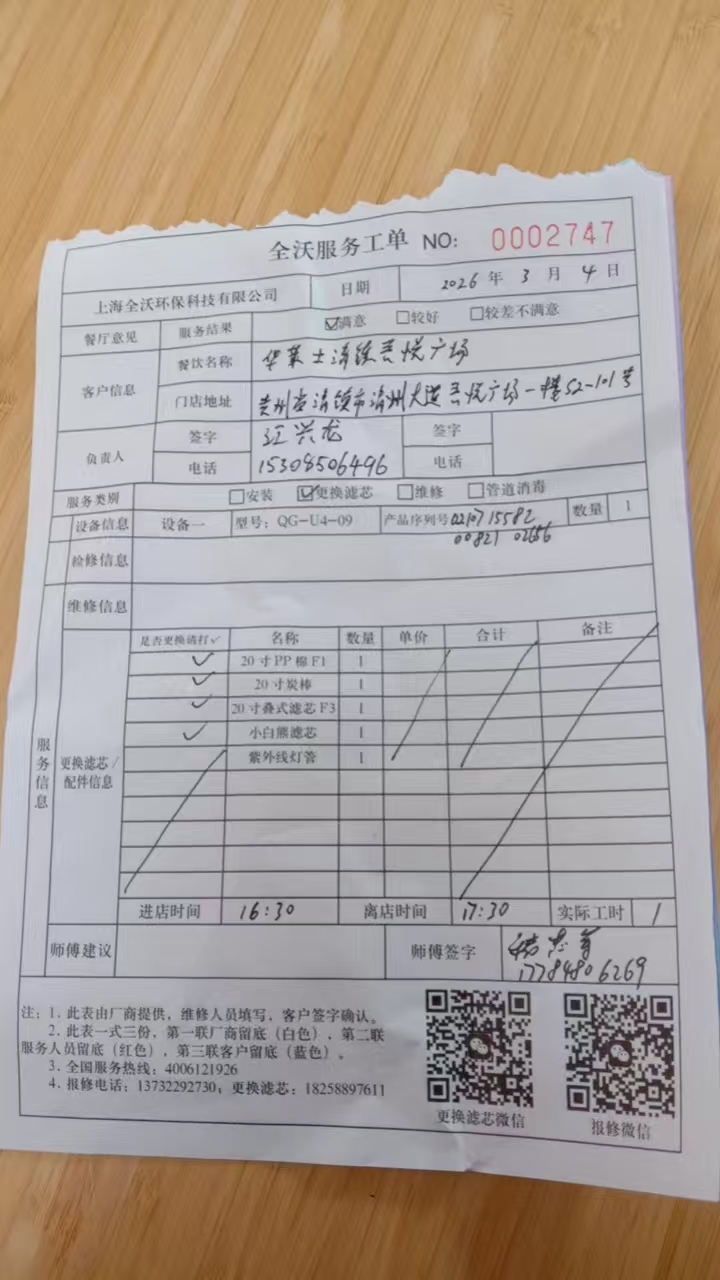 全沃服务工单 NO: 0002747
上海全沃环保科技有限公司 日期 2026年3月4日
餐厅意见 服务结果 ☑满意 □较好 □较差不满意
客户信息 餐饮名称 华莱士清镇吾悦广场
门店地址 贵州省清镇市清州大道吾悦广场一楼S2-101号
负责人 签字 江兴龙 签字
电话 15308506496 电话
服务类别 □安装 ☑更换滤芯 □维修 □管道消毒
设备信息 设备一 型号:QG-U4-09 产品序列号 0210715582 数量 1
00821 02656
检修信息
维修信息
服务信息
更换滤芯/配件信息
是否更换请打✓ 名称 数量 单价 合计 备注
✓ 20寸PP棉F1 1
✓ 20寸炭棒 1
✓ 20寸叠式滤芯F3 1
✓ 小白熊滤芯 1
紫外线灯管 1
进店时间 16:30 离店时间 17:30 实际工时 1
师傅建议 师傅签字
17784806269
注:1. 此表由厂商提供,维修人员填写,客户签字确认。
2. 此表一式三份,第一联厂商留底(白色),第二联
服务人员留底(红色),第三联客户留底(蓝色)。
3. 全国服务热线:4006121926
4. 报修电话:13732292730;更换滤芯:18258897611
更换滤芯微信 报修微信